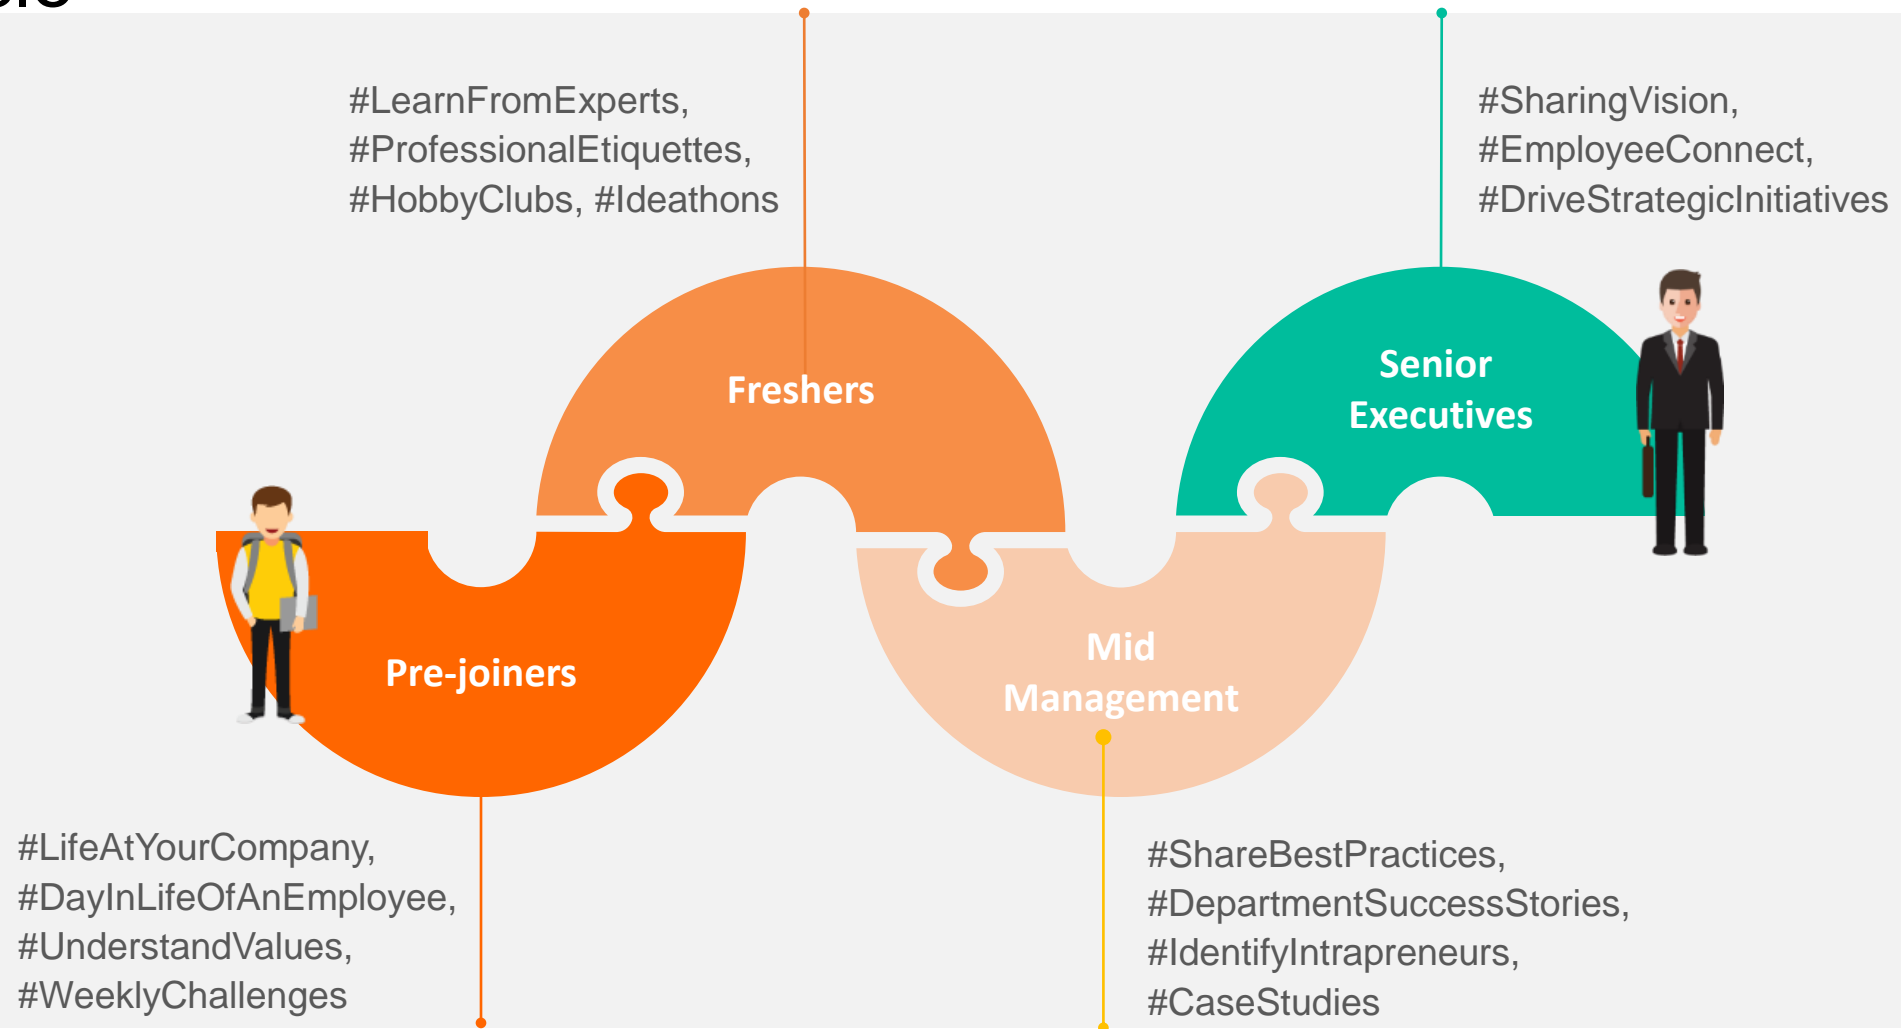 #LearnFromExperts,
#ProfessionalEtiquettes,
#HobbyClubs, #Ideathons
#SharingVision,
#EmployeeConnect,
#DriveStrategicInitiatives
Freshers
Senior
Executives
Pre-joiners
Mid
Management
#LifeAtYourCompany,
#DayInLifeOfAnEmployee,
#UnderstandValues,
#WeeklyChallenges
#ShareBestPractices,
#DepartmentSuccessStories,
#IdentifyIntrapreneurs,
#CaseStudies